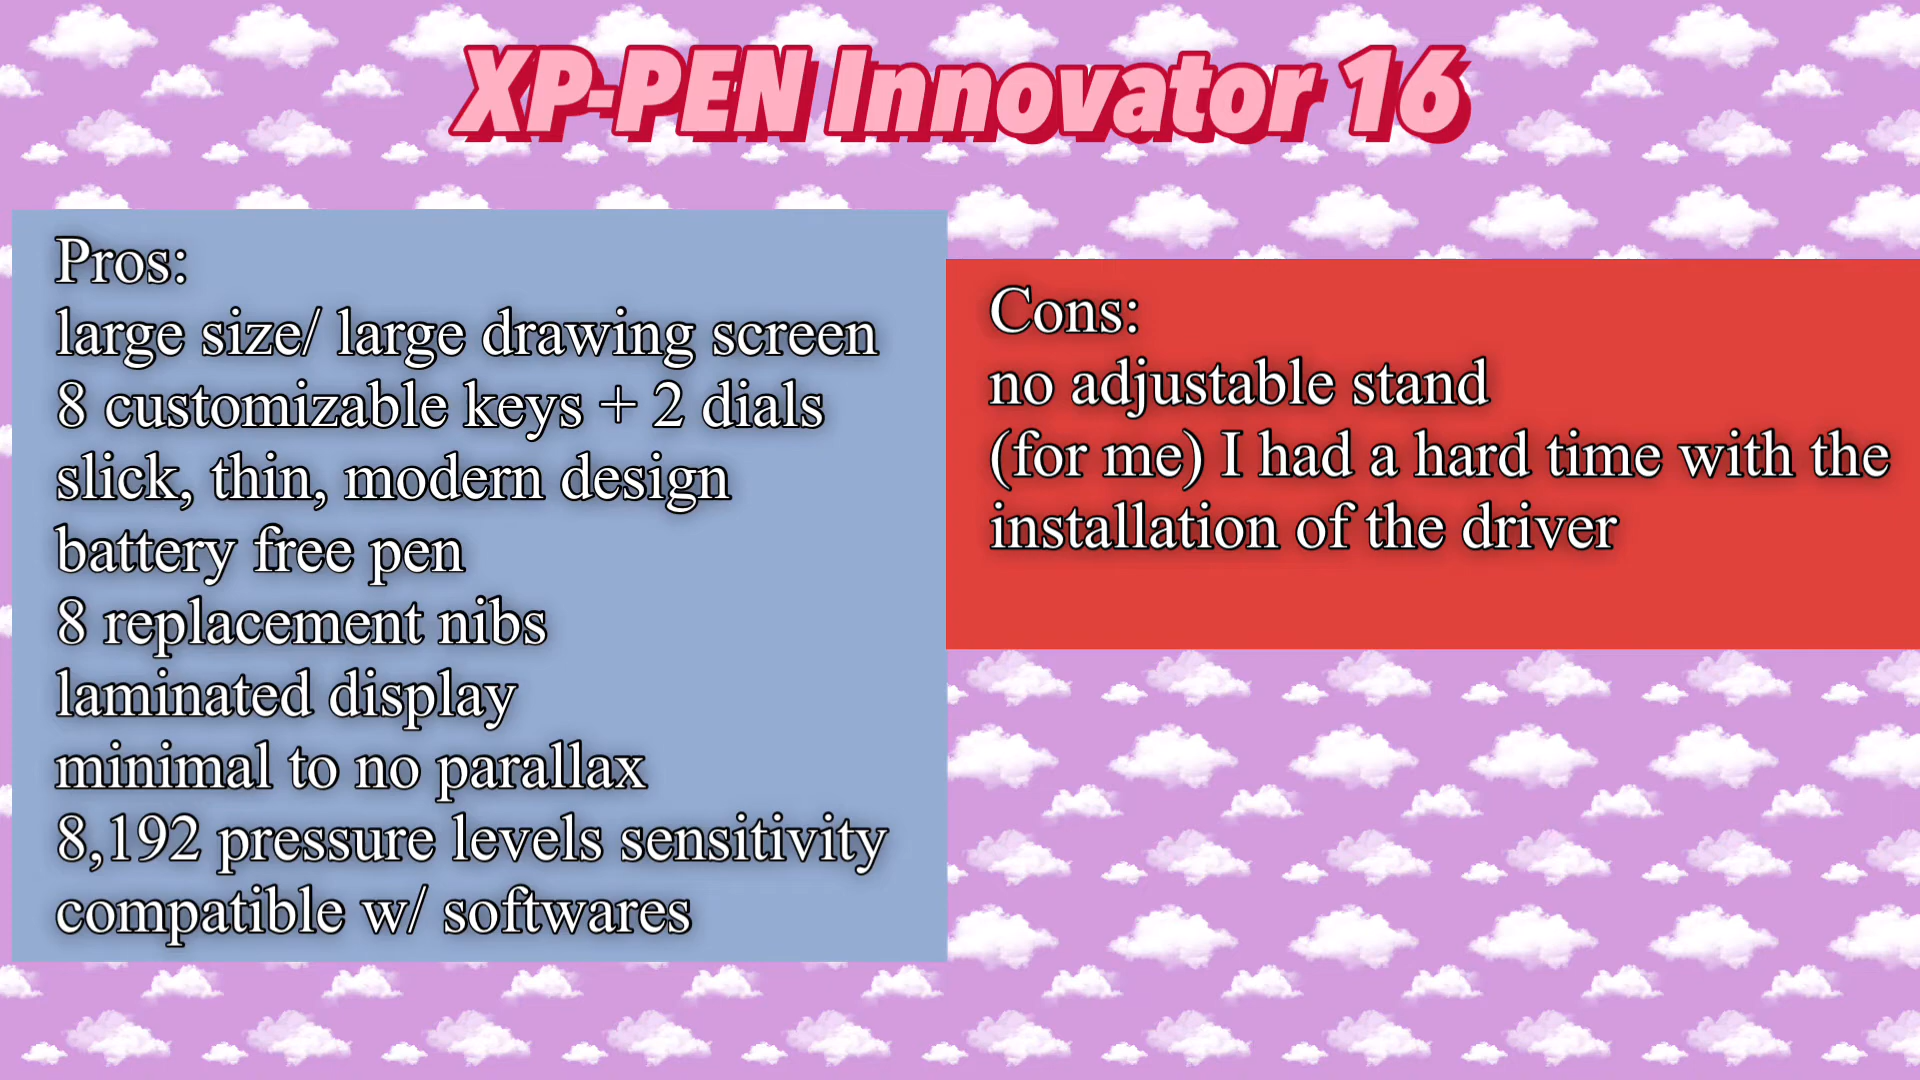 XP-PEN Innovator 16
Pros:
large size/ large drawing screen
8 customizable keys + 2 dials
slick, thin, modern design
battery free pen
8 replacement nibs
laminated display
minimal to no parallax
8,192 pressure levels sensitivity
compatible w/ softwares
Cons:
no adjustable stand
(for me) I had a hard time with the
installation of the driver